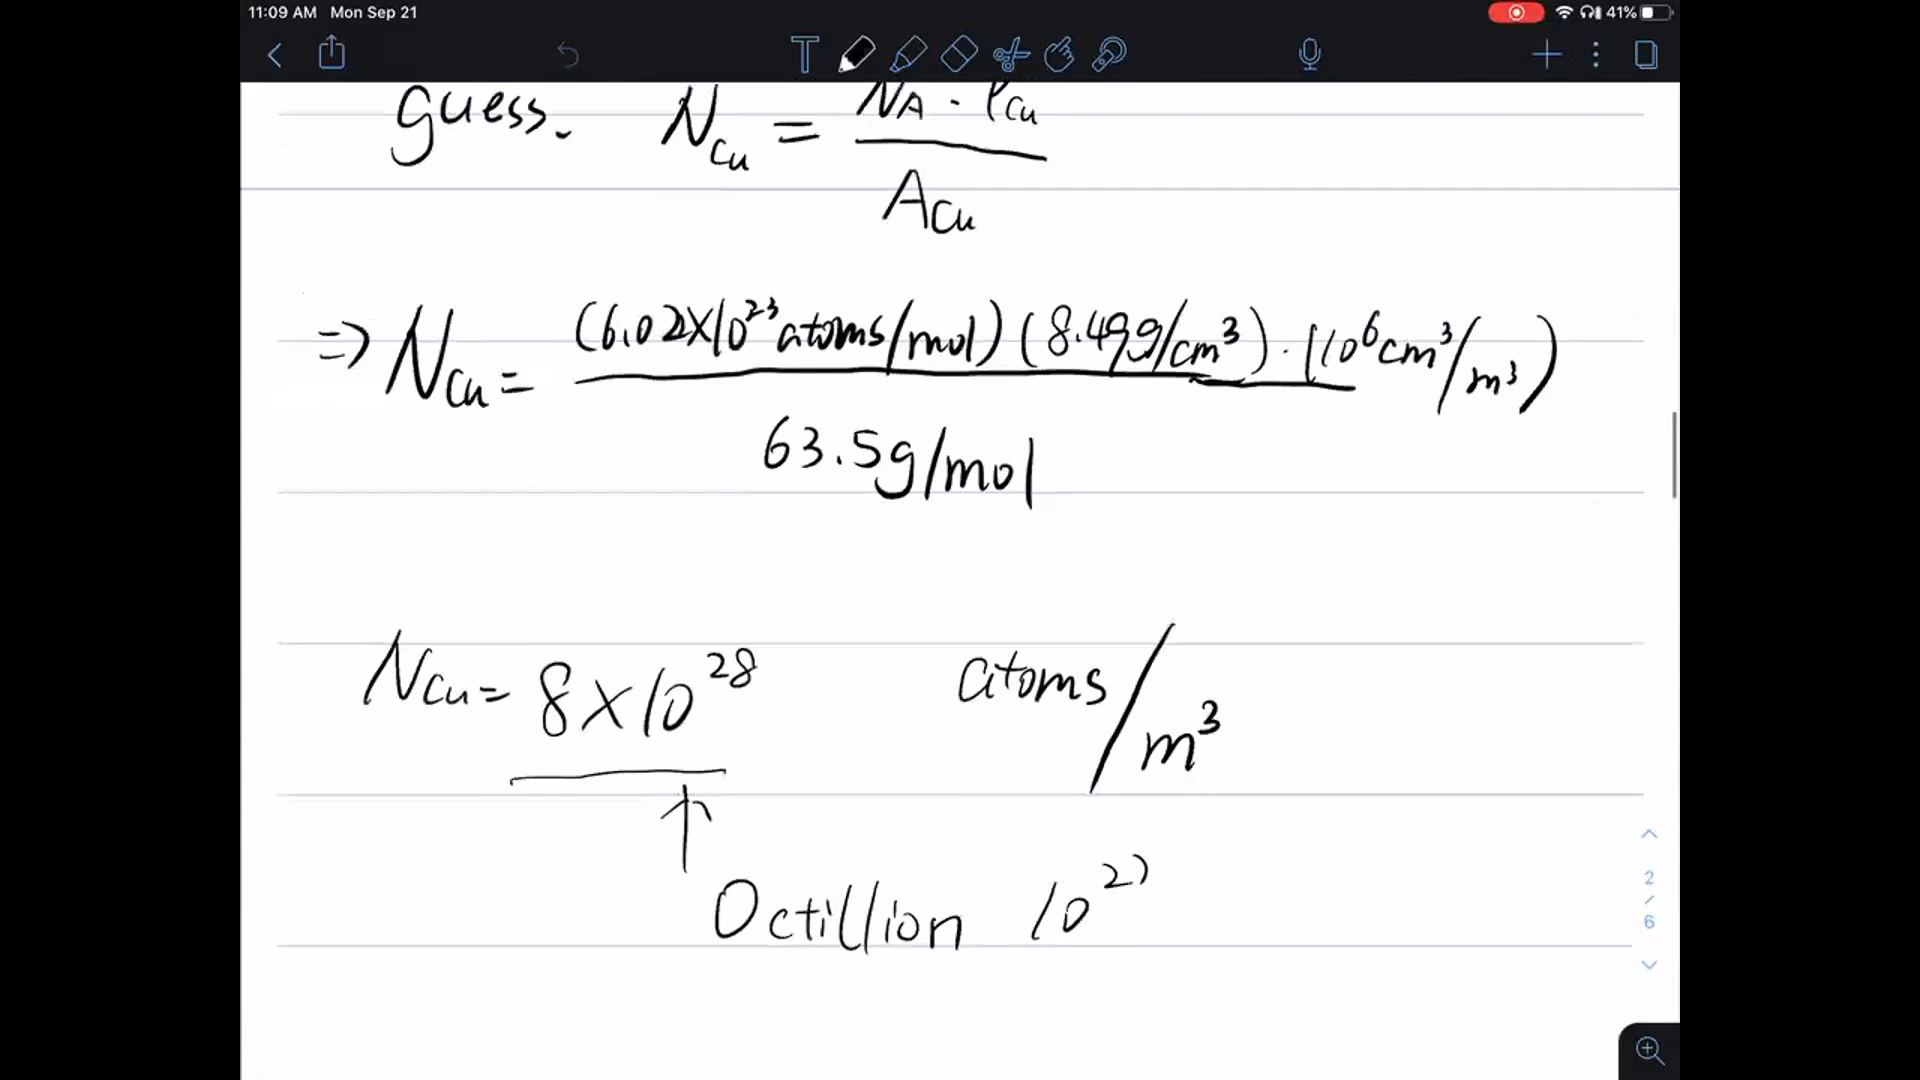 11:09 AM Mon Sep 21
41%
guess. N_Cu = N_A · ρ_Cu / A_Cu
=> N_Cu = (6.02×10^23 atoms/mol) (8.49g/cm^3) · (10^6 cm^3/m^3)
63.5g/mol
N_Cu = 8×10^28 atoms/m^3
Octillion 10^27
2
/
6